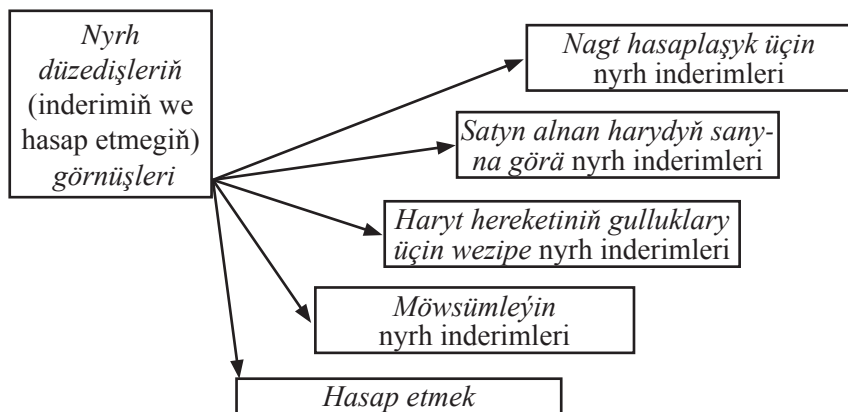 Nyrh
düzedişleriň
(inderimiň we
hasap etmegiň)
görnüşleri
Nagt hasaplaşyk üçin
nyrh inderimleri
Satyn alnan harydyň sany-
na görä nyrh inderimleri
Haryt hereketiniň gulluklary
üçin wezipe nyrh inderimleri
Möwsümleýin
nyrh inderimleri
Hasap etmek